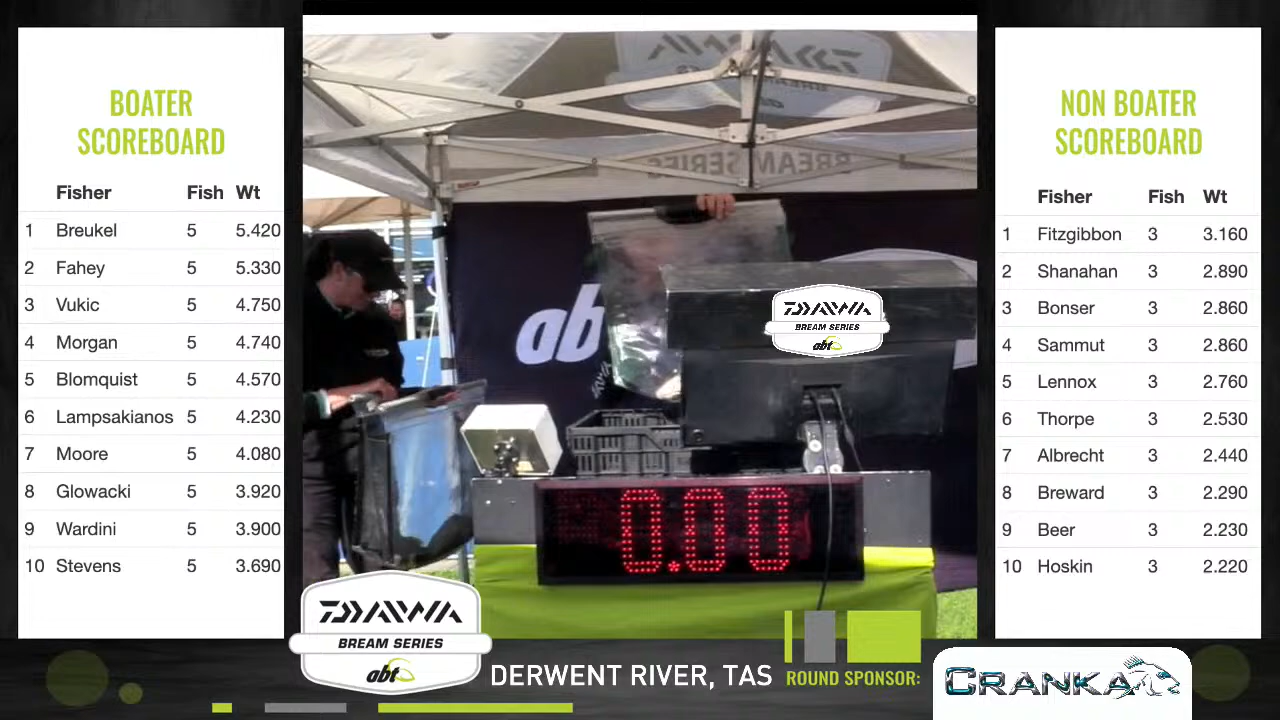 BOATER
SCOREBOARD
Fisher Fish Wt
1 Breukel 5 5.420
2 Fahey 5 5.330
3 Vukic 5 4.750
4 Morgan 5 4.740
5 Blomquist 5 4.570
6 Lampsakianos 5 4.230
7 Moore 5 4.080
8 Glowacki 5 3.920
9 Wardini 5 3.900
10 Stevens 5 3.690
DAIWA
BREAM SERIES
ab
DAIWA
BREAM SERIES
abt
0.00
NON BOATER
SCOREBOARD
Fisher Fish Wt
1 Fitzgibbon 3 3.160
2 Shanahan 3 2.890
3 Bonser 3 2.860
4 Sammut 3 2.860
5 Lennox 3 2.760
6 Thorpe 3 2.530
7 Albrecht 3 2.440
8 Breward 3 2.290
9 Beer 3 2.230
10 Hoskin 3 2.220
DAIWA
BREAM SERIES
abt
DERWENT RIVER, TAS
ROUND SPONSOR:
CRANKA